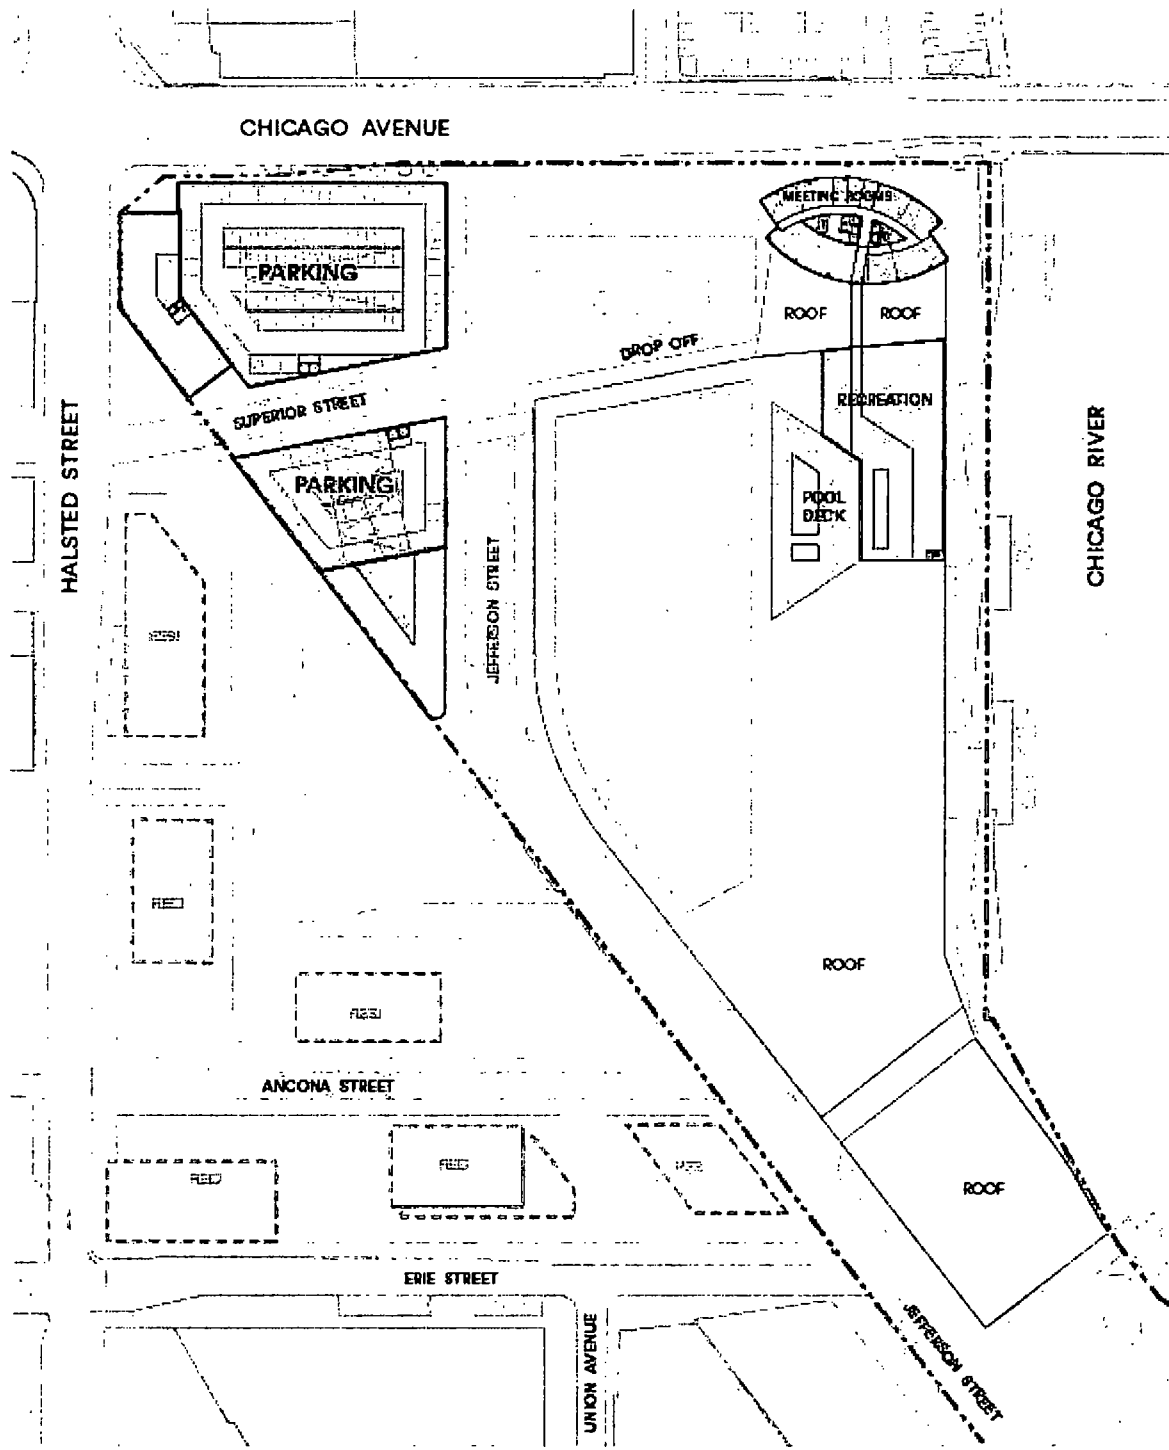 CHICAGO AVENUE
MEETING ROOMS
PARKING
ROOF
ROOF
DROP OFF
SUPERIOR STREET
RECREATION
HALSTED STREET
CHICAGO RIVER
PARKING
POOL
DECK
JEFFERSON STREET
ROOF
ANCONA STREET
ROOF
ERIE STREET
JEFFERSON STREET
UNION AVENUE